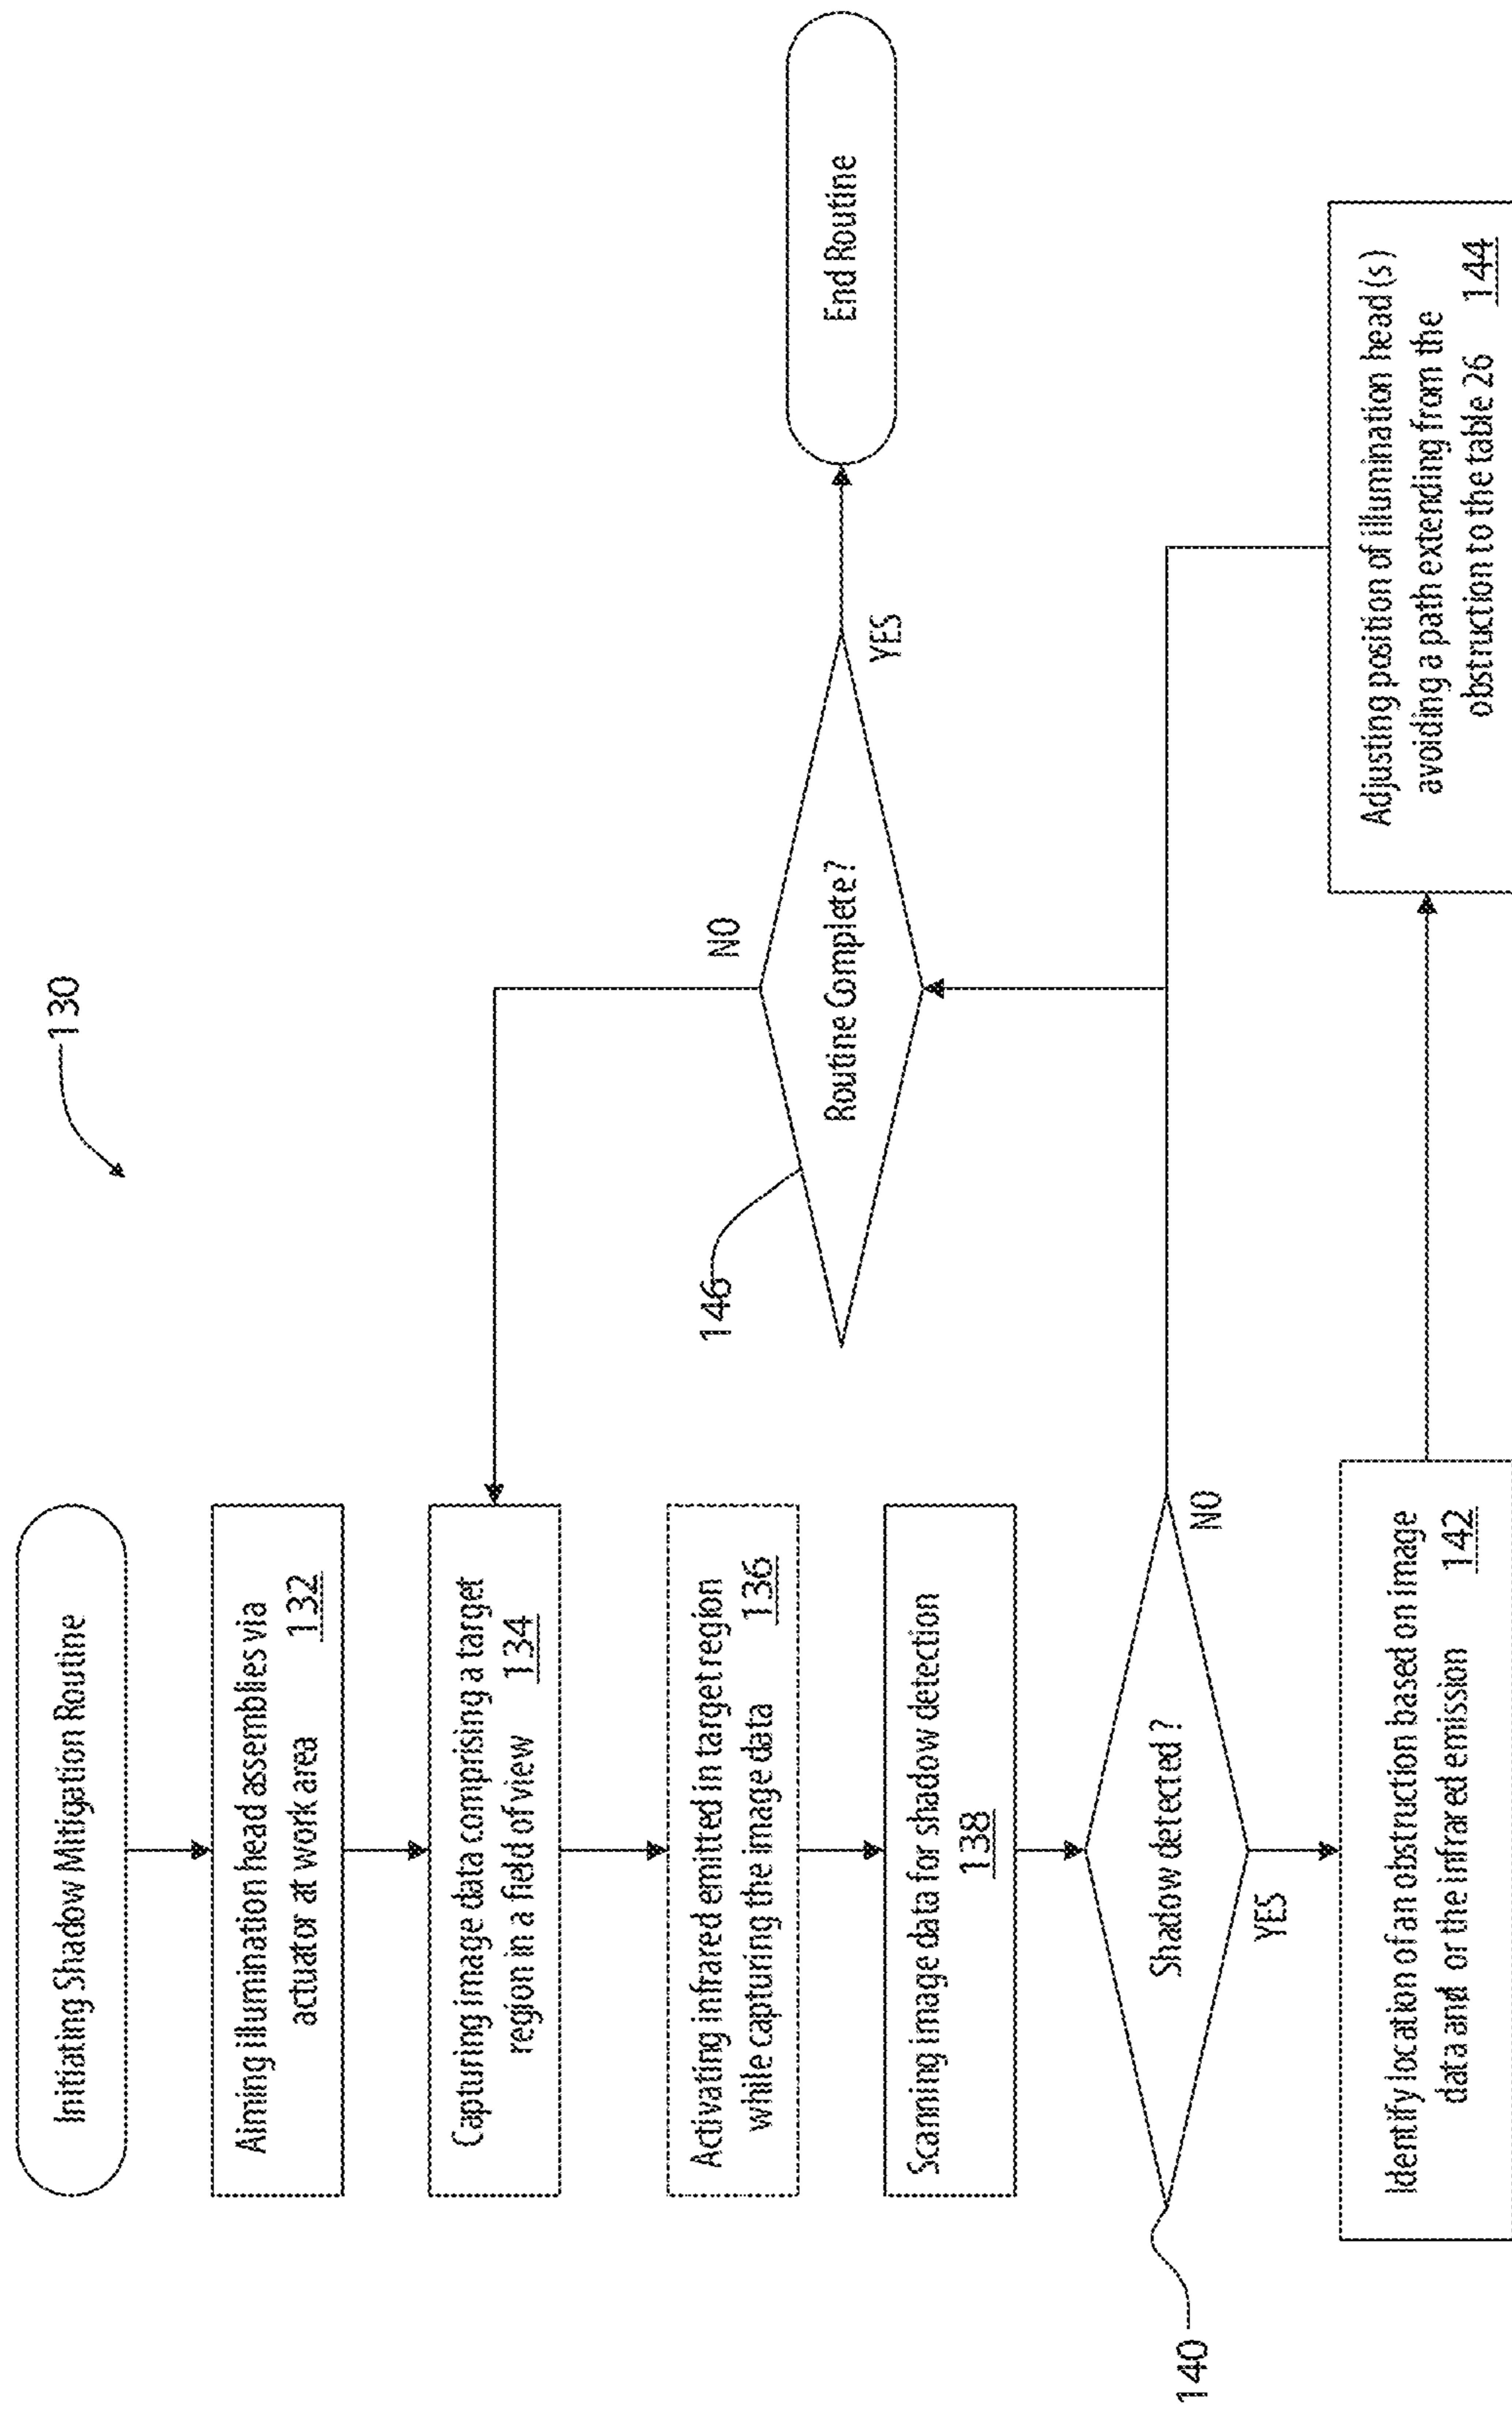 130
Initiating Shadow Mitigation Routine
Aiming illumination head assemblies via
actuator at work area 132
Capturing image data comprising a target
region in a field of view 134
Activating infrared emitted in target region
while capturing the image data 136
Scanning image data for shadow detection
138
140
Shadow detected ?
NO
YES
Identify location of an obstruction based on image
data and or the infrared emission 142
Adjusting position of illumination head (s)
avoiding a path extending from the
obstruction to the table 26 144
146
Routine Complete?
NO
YES
End Routine